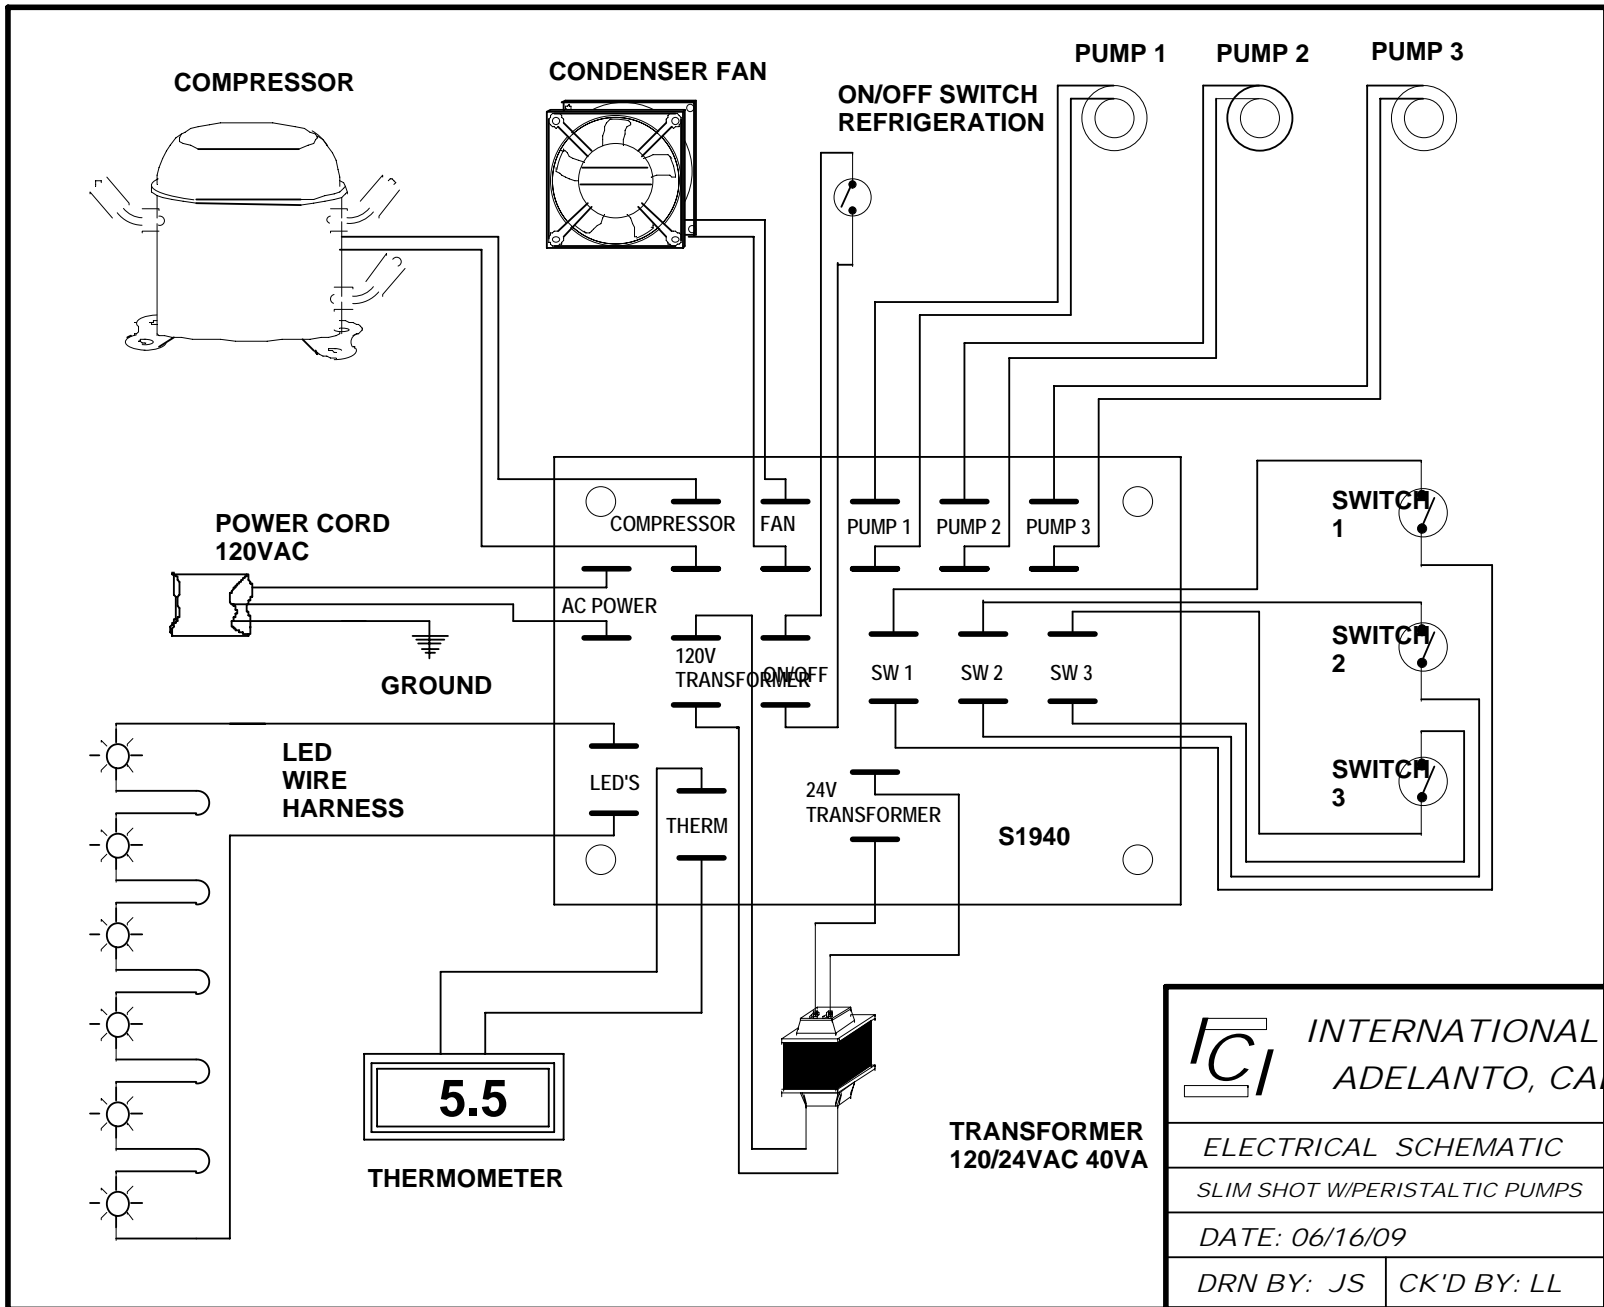 COMPRESSOR
CONDENSER FAN
ON/OFF SWITCH
REFRIGERATION
PUMP 1
PUMP 2
PUMP 3
COMPRESSOR
FAN
PUMP 1
PUMP 2
PUMP 3
SWITCH
1
POWER CORD
120VAC
AC POWER
GROUND
120V
TRANSFORMER
ON/OFF
SW 1
SW 2
SW 3
SWITCH
2
LED
WIRE
HARNESS
LED'S
THERM
24V
TRANSFORMER
S1940
SWITCH
3
5.5
THERMOMETER
TRANSFORMER
120/24VAC 40VA
ICI
INTERNATIONAL
ADELANTO,
ELECTRICAL SCHEMATIC
SLIM SHOT W/PERISTALTIC PUMPS
DATE: 06/16/09
DRN BY: JS
CK'D BY: LL